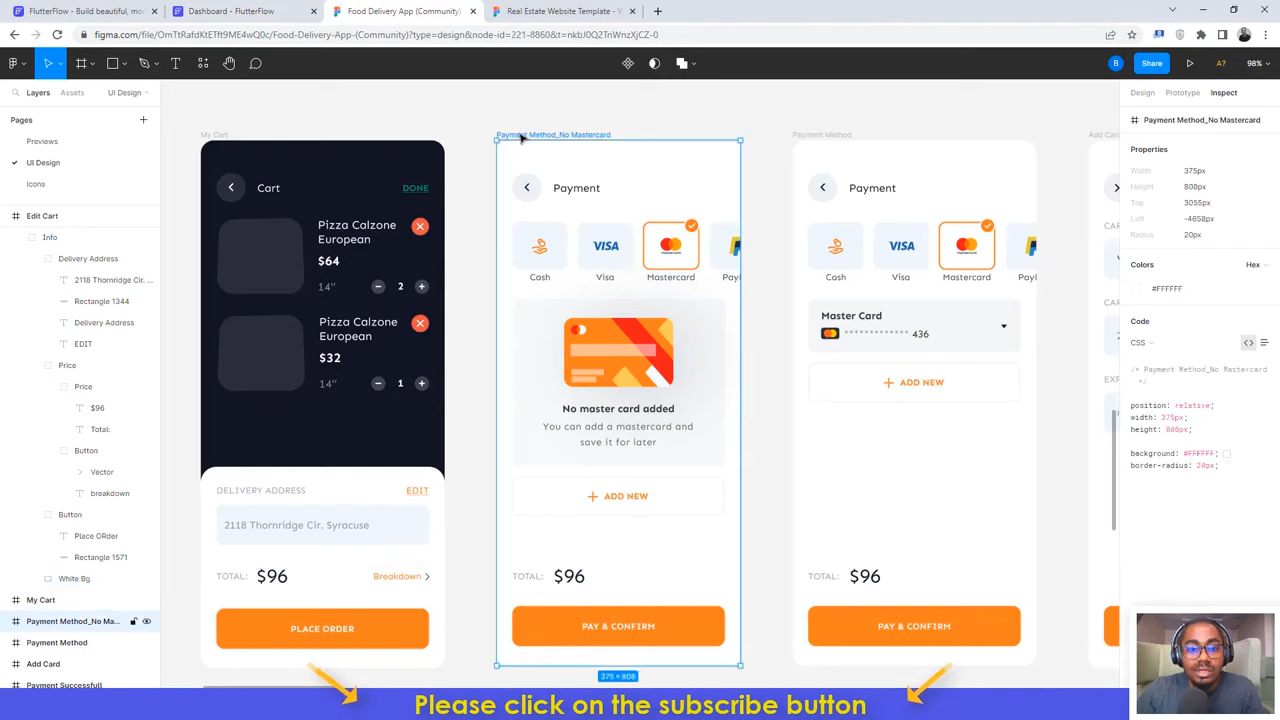 FlutterFlow - Build beautiful, mo
Dashboard - FlutterFlow
Food Delivery App (Community)
Real Estate Website Template - W
figma.com/file/OmTtRafdKtETft9ME4wQ0c/Food-Delivery-App-(Community)?type=design&node-id=221-8860&t=nkbJ0Q2TnWnzXjCZ-0
B
Share
A?
98%
Layers
Assets
UI Design
Design
Prototype
Inspect
Pages
Previews
UI Design
Icons
Edit Cart
Info
Delivery Address
2118 Thornridge Cir. ...
Rectangle 1344
Delivery Address
EDIT
Price
Price
$96
Total:
Button
Vector
breakdown
Button
Place ORder
Rectangle 1571
White Bg
My Cart
Payment Method_No Ma...
Payment Method
Add Card
Payment Successfull
My Cart
Cart
DONE
Pizza Calzone
European
$64
14"
2
Pizza Calzone
European
$32
14"
1
DELIVERY ADDRESS
EDIT
2118 Thornridge Cir. Syracuse
TOTAL:
$96
Breakdown
PLACE ORDER
Payment Method_No Mastercard
Payment
VISA
Cash
Visa
Mastercard
No master card added
You can add a mastercard and
save it for later
ADD NEW
TOTAL:
$96
PAY & CONFIRM
375 × 808
Payment Method
Payment
VISA
Cash
Visa
Mastercard
Master Card
************ 436
ADD NEW
TOTAL:
$96
PAY & CONFIRM
Payment Method_No Mastercard
Properties
Width
375px
Height
808px
Top
3055px
Left
-4658px
Radius
20px
Colors
Hex
#FFFFFF
Code
CSS
/* Payment Method_No Mastercard
*/
position: relative;
width: 375px;
height: 808px;
background: #FFFFFF;
border-radius: 20px;
Please click on the subscribe button